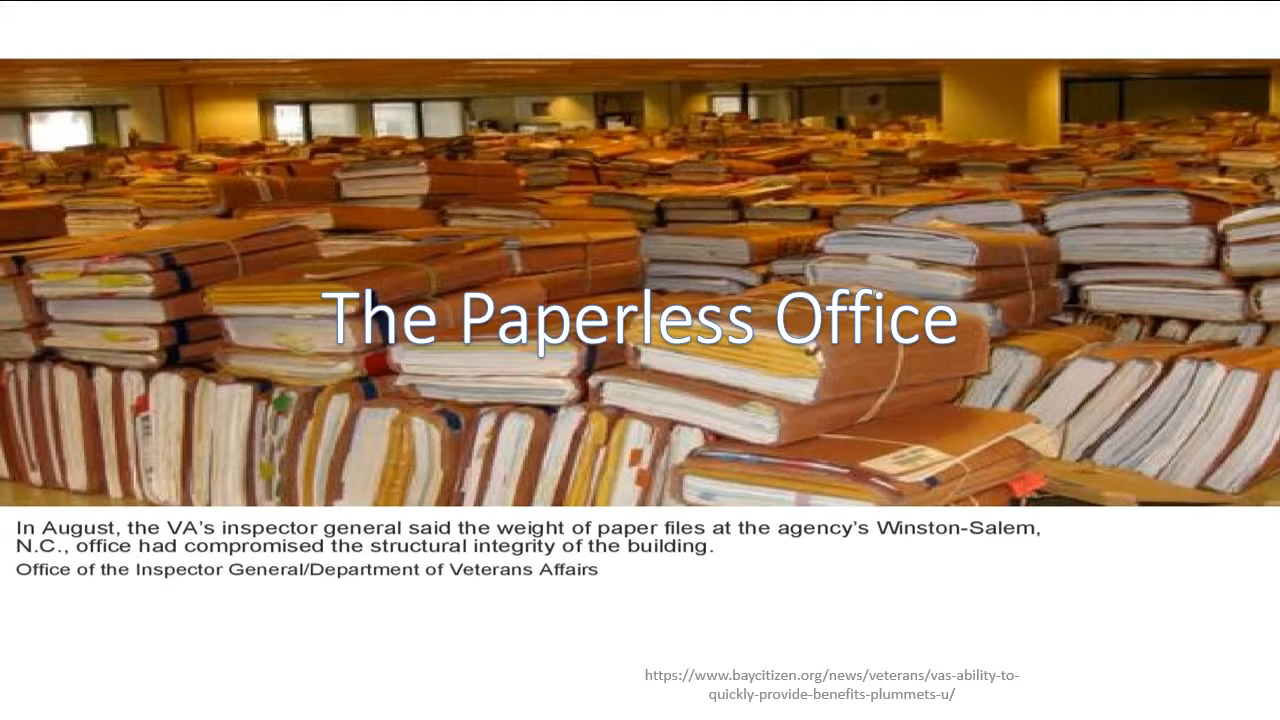 The Paperless Office
In August, the VA's inspector general said the weight of paper files at the agency's Winston-Salem,
N.C., office had compromised the structural integrity of the building.
Office of the Inspector General/Department of Veterans Affairs
https://www.baycitizen.org/news/veterans/vas-ability-to-
quickly-provide-benefits-plummets-u/